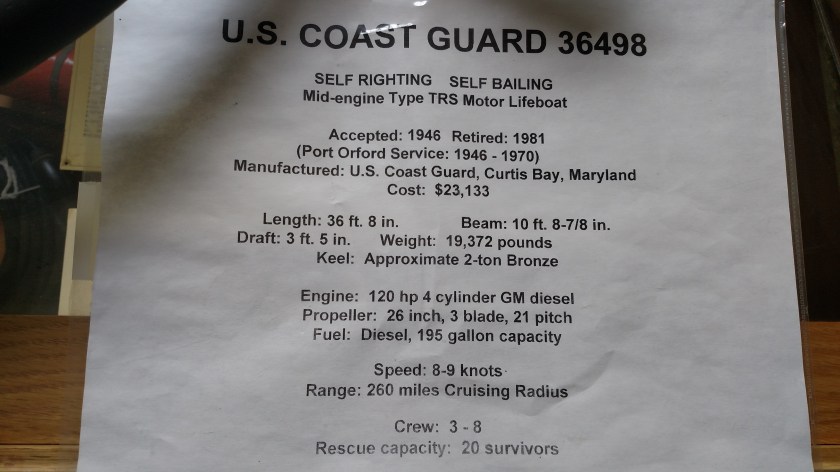 U.S. COAST GUARD 36498
SELF RIGHTING SELF BAILING
Mid-engine Type TRS Motor Lifeboat
Accepted: 1946 Retired: 1981
(Port Orford Service: 1946 - 1970)
Manufactured: U.S. Coast Guard, Curtis Bay, Maryland
Cost: $23,133
Length: 36 ft. 8 in. Beam: 10 ft. 8-7/8 in.
Draft: 3 ft. 5 in. Weight: 19,372 pounds
Keel: Approximate 2-ton Bronze
Engine: 120 hp 4 cylinder GM diesel
Propeller: 26 inch, 3 blade, 21 pitch
Fuel: Diesel, 195 gallon capacity
Speed: 8-9 knots
Range: 260 miles Cruising Radius
Crew: 3 - 8
Rescue capacity: 20 survivors